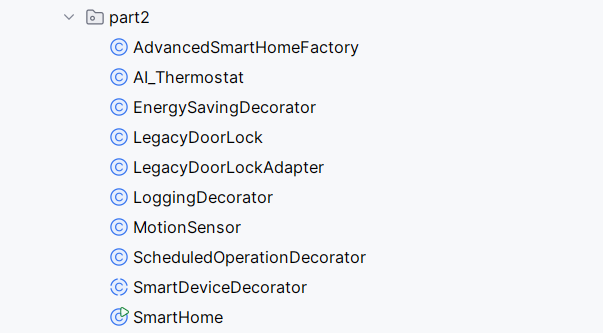 part2
AdvancedSmartHomeFactory
AI_Thermostat
EnergySavingDecorator
LegacyDoorLock
LegacyDoorLockAdapter
LoggingDecorator
MotionSensor
ScheduledOperationDecorator
SmartDeviceDecorator
SmartHome